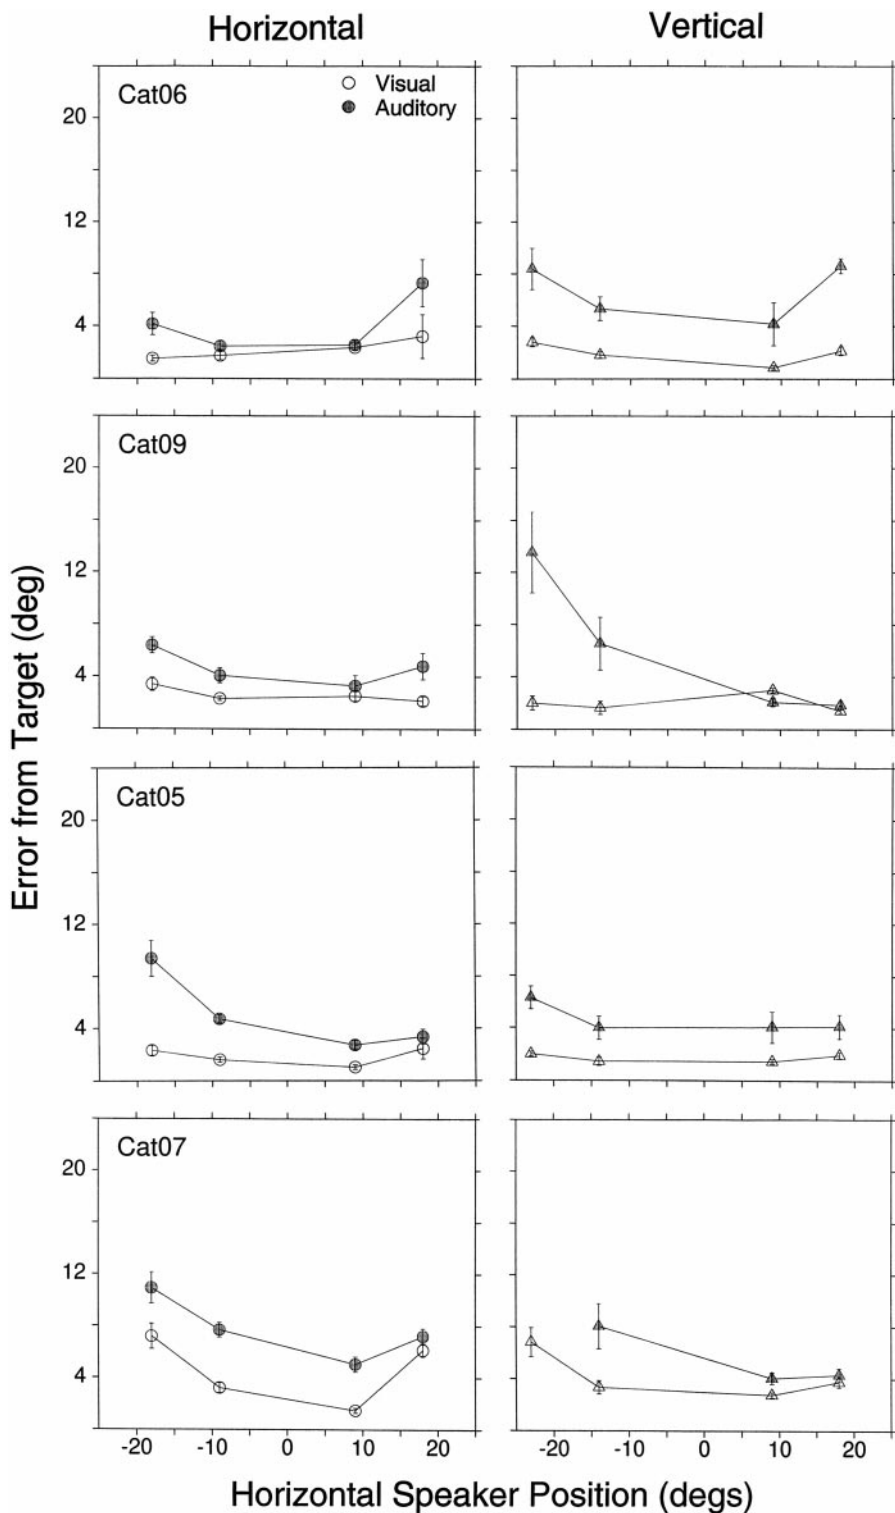 Horizontal
Vertical
Cat06
Visual
Auditory
20
12
4
Cat09
20
12
4
Error from Target (deg)
Cat05
20
12
4
Cat07
20
12
4
-20 -10 0 10 20
-20 -10 0 10 20
Horizontal Speaker Position (degs)